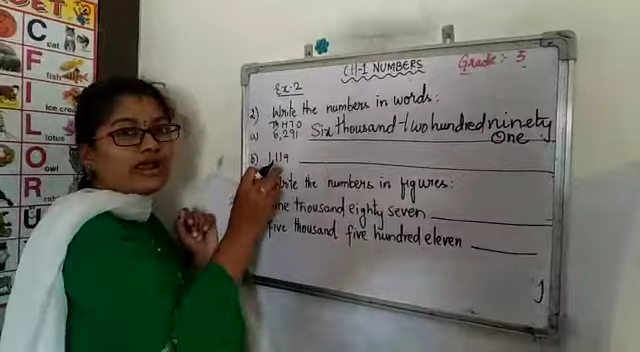 CH-1 NUMBERS
Grade:- 5
Ex-2
2) Write the numbers in words:
TH H T O
a) 6,291 Six thousand two hundred ninety
One
b) 1,119
Write the numbers in figures:
thousand eighty seven
five thousand five hundred eleven
C cat
F fish
I ice cream
L lotus
O
R
U